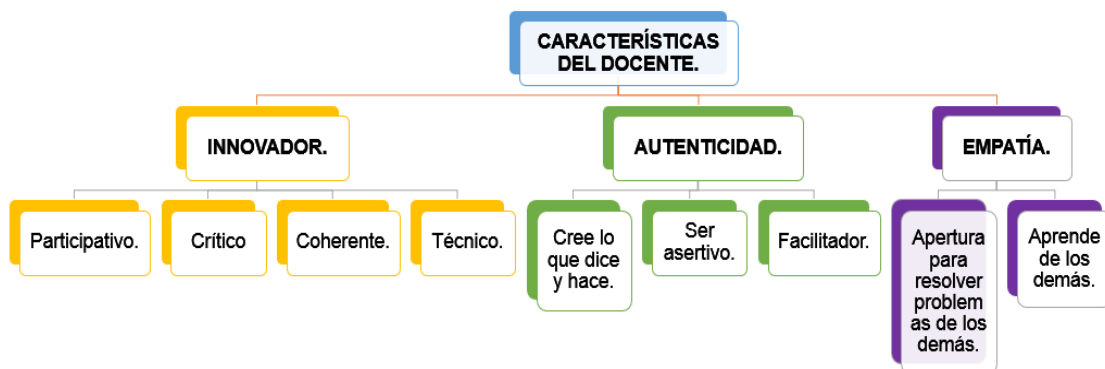 CARACTERÍSTICAS
DEL DOCENTE.
INNOVADOR.
AUTENTICIDAD.
EMPATÍA.
Participativo.
Crítico
Coherente.
Técnico.
Cree lo
que dice
y hace.
Ser
asertivo.
Facilitador.
Apertura
para
resolver
problem
as de los
demás.
Aprende
de los
demás.